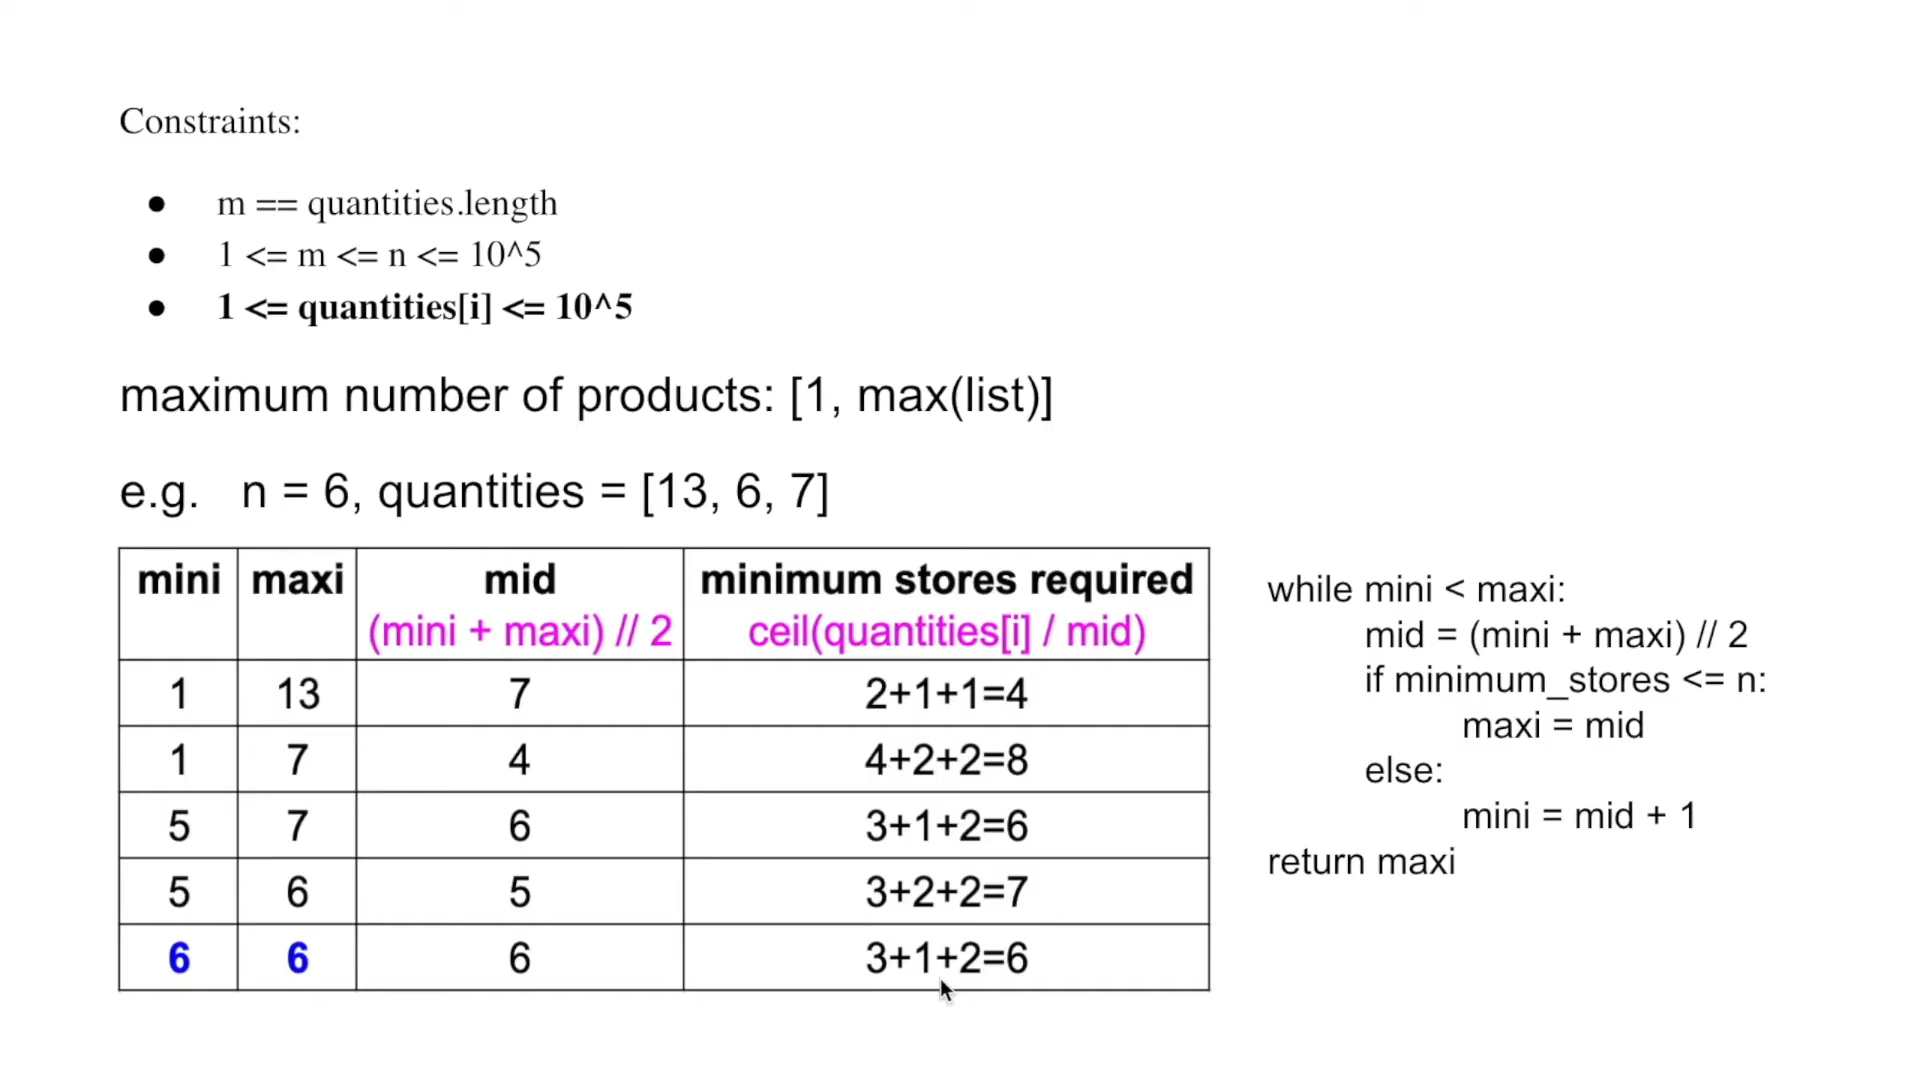 Constraints:
● m == quantities.length
● 1 <= m <= n <= 10^5
● 1 <= quantities[i] <= 10^5
maximum number of products: [1, max(list)]
e.g. n = 6, quantities = [13, 6, 7]
mini maxi mid minimum stores required
(mini + maxi) // 2 ceil(quantities[i] / mid)
1 13 7 2+1+1=4
1 7 4 4+2+2=8
5 7 6 3+1+2=6
5 6 5 3+2+2=7
6 6 6 3+1+2=6
while mini < maxi:
mid = (mini + maxi) // 2
if minimum_stores <= n:
maxi = mid
else:
mini = mid + 1
return maxi